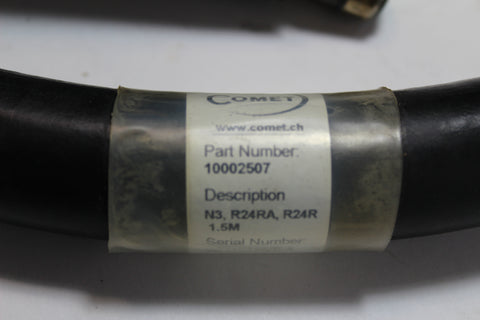 COMET
www.comet.ch
Part Number:
10002507
Description
N3, R24RA, R24R
1.5M
Serial Number: